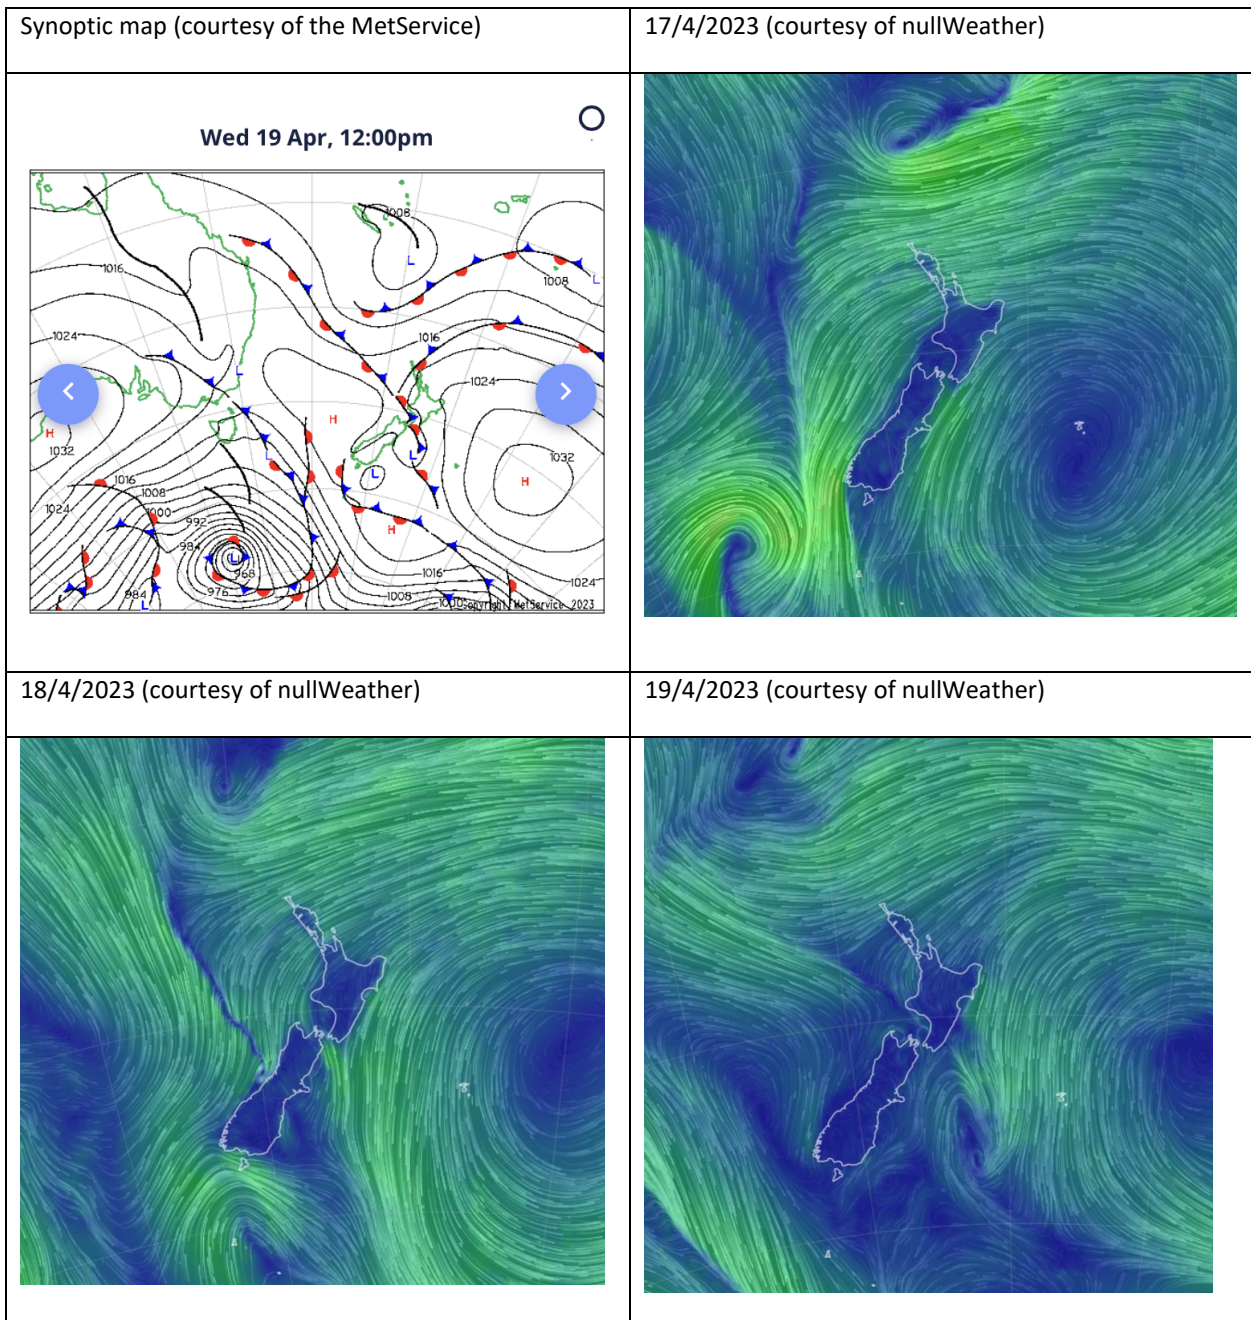 Synoptic map (courtesy of the MetService)
17/4/2023 (courtesy of nullWeather)
Wed 19 Apr, 12:00pm
1008
1016
L
L
1008
1024
1016
L
1024
H
H
1032
1032
H
1016
1008
1000
1024
992
L
L
L
984
H
L
968
976
1016
984
1008
1024
L
1000
Copyright MetService 2023
18/4/2023 (courtesy of nullWeather)
19/4/2023 (courtesy of nullWeather)